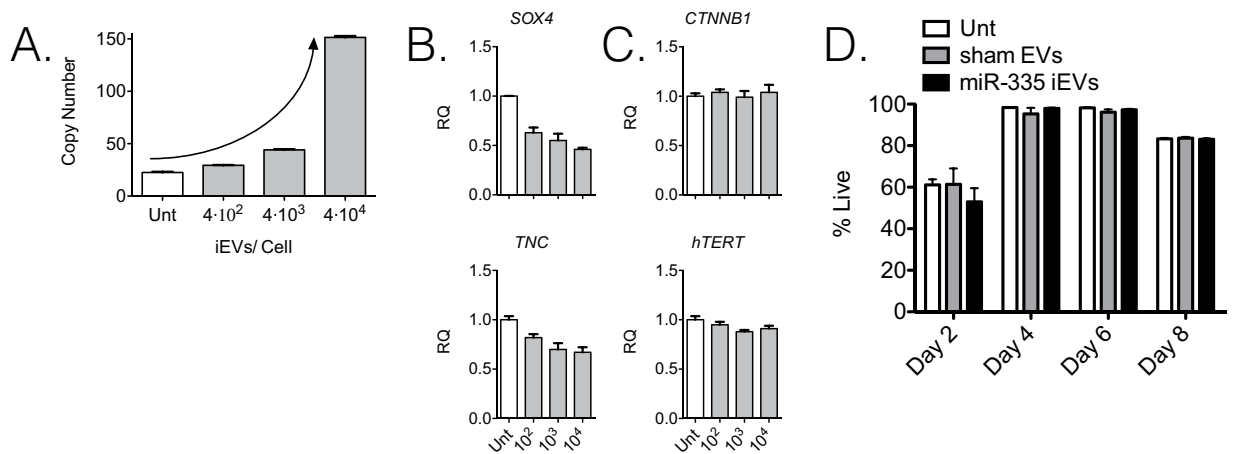 A.
Copy Number
150
100
50
0
Unt
4·10²
4·10³
4·10⁴
iEVs/ Cell
B.
SOX4
RQ
1.5
1.0
0.5
0.0
TNC
RQ
1.5
1.0
0.5
0.0
Unt
10²
10³
10⁴
C.
CTNNB1
RQ
1.5
1.0
0.5
0.0
hTERT
RQ
1.5
1.0
0.5
0.0
Unt
10²
10³
10⁴
D.
Unt
sham EVs
miR-335 iEVs
% Live
100
80
60
40
20
0
Day 2
Day 4
Day 6
Day 8